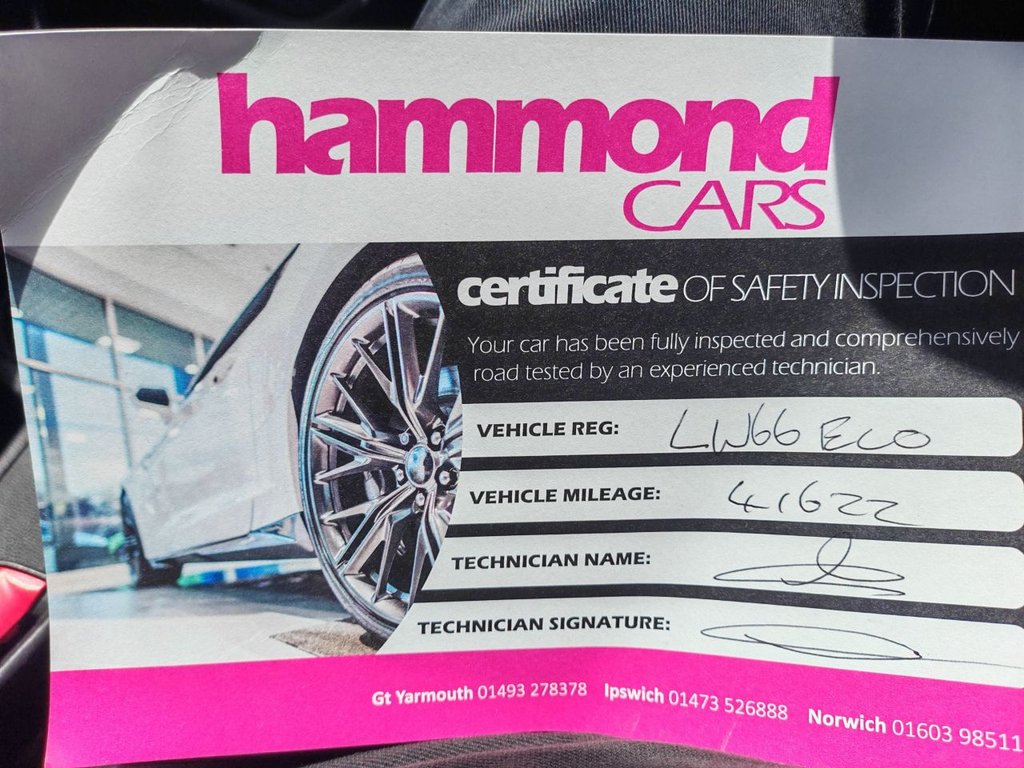 hammond
CARS
certificate OF SAFETY INSPECTION
Your car has been fully inspected and comprehensively
road tested by an experienced technician.
VEHICLE REG: LW66 ECO
VEHICLE MILEAGE: 41622
TECHNICIAN NAME:
TECHNICIAN SIGNATURE:
Gt Yarmouth 01493 278378 Ipswich 01473 526888 Norwich 01603 98511